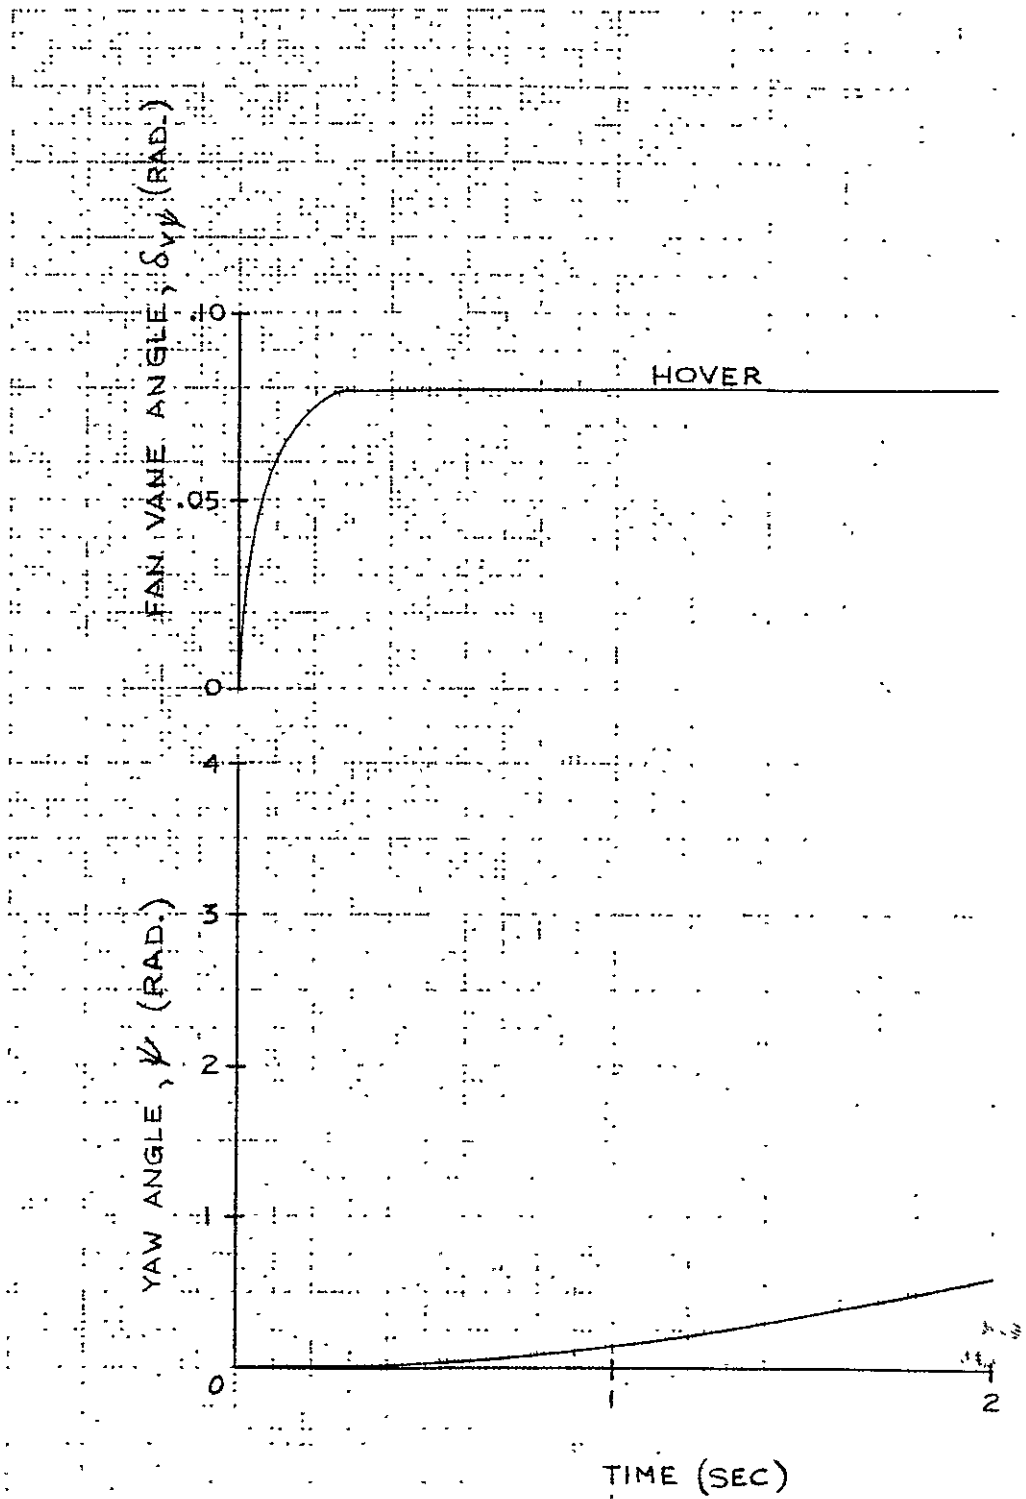 FAN VANE ANGLE, δvψ (RAD.)
.10
.05
0
HOVER
YAW ANGLE, ψ (RAD.)
4
3
2
1
0
1
2
TIME (SEC)